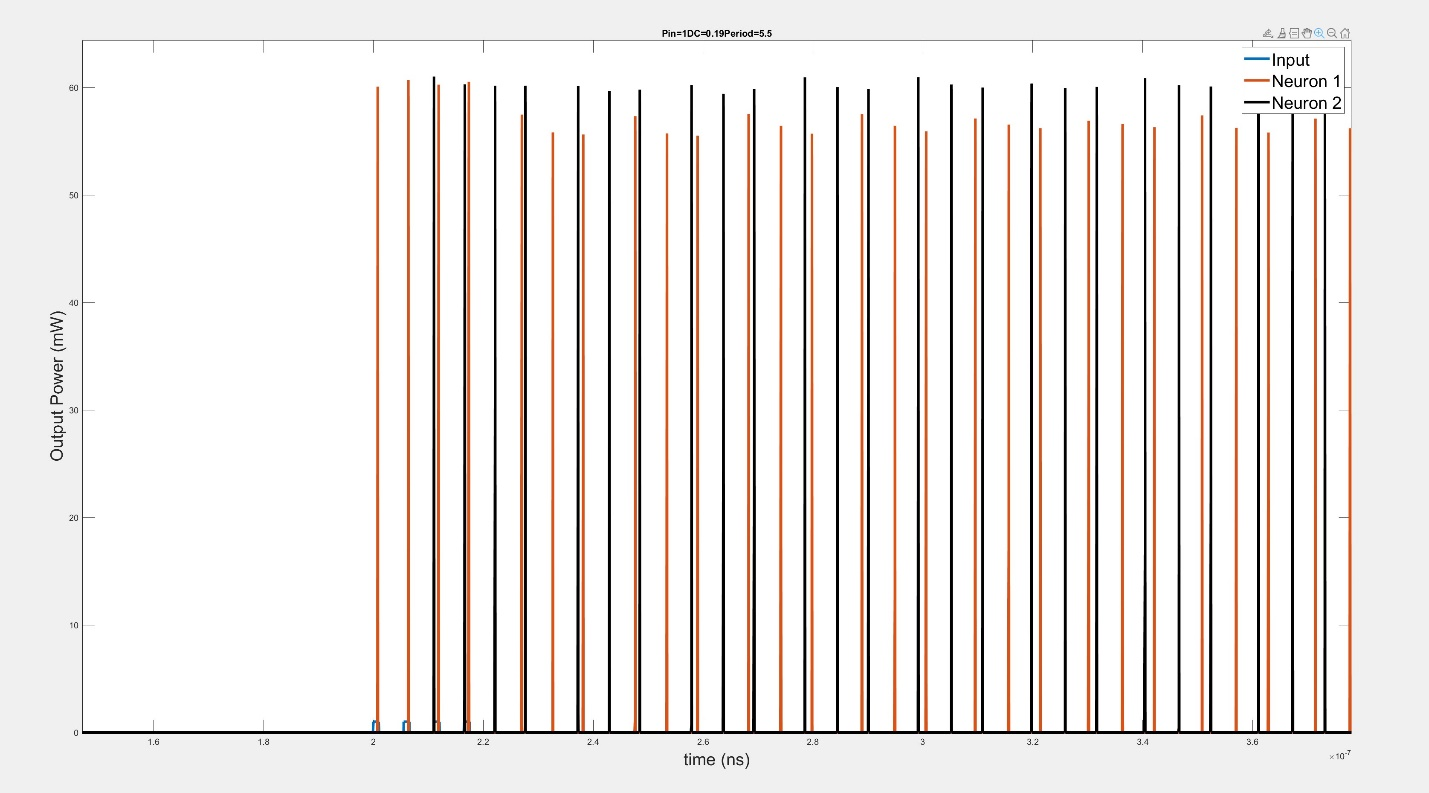 Pin=1DC=0.19Period=5.5
Input
Neuron 1
Neuron 2
Output Power (mW)
60
50
40
30
20
10
0
1.6 1.8 2 2.2 2.4 2.6 2.8 3 3.2 3.4 3.6
×10-7
time (ns)